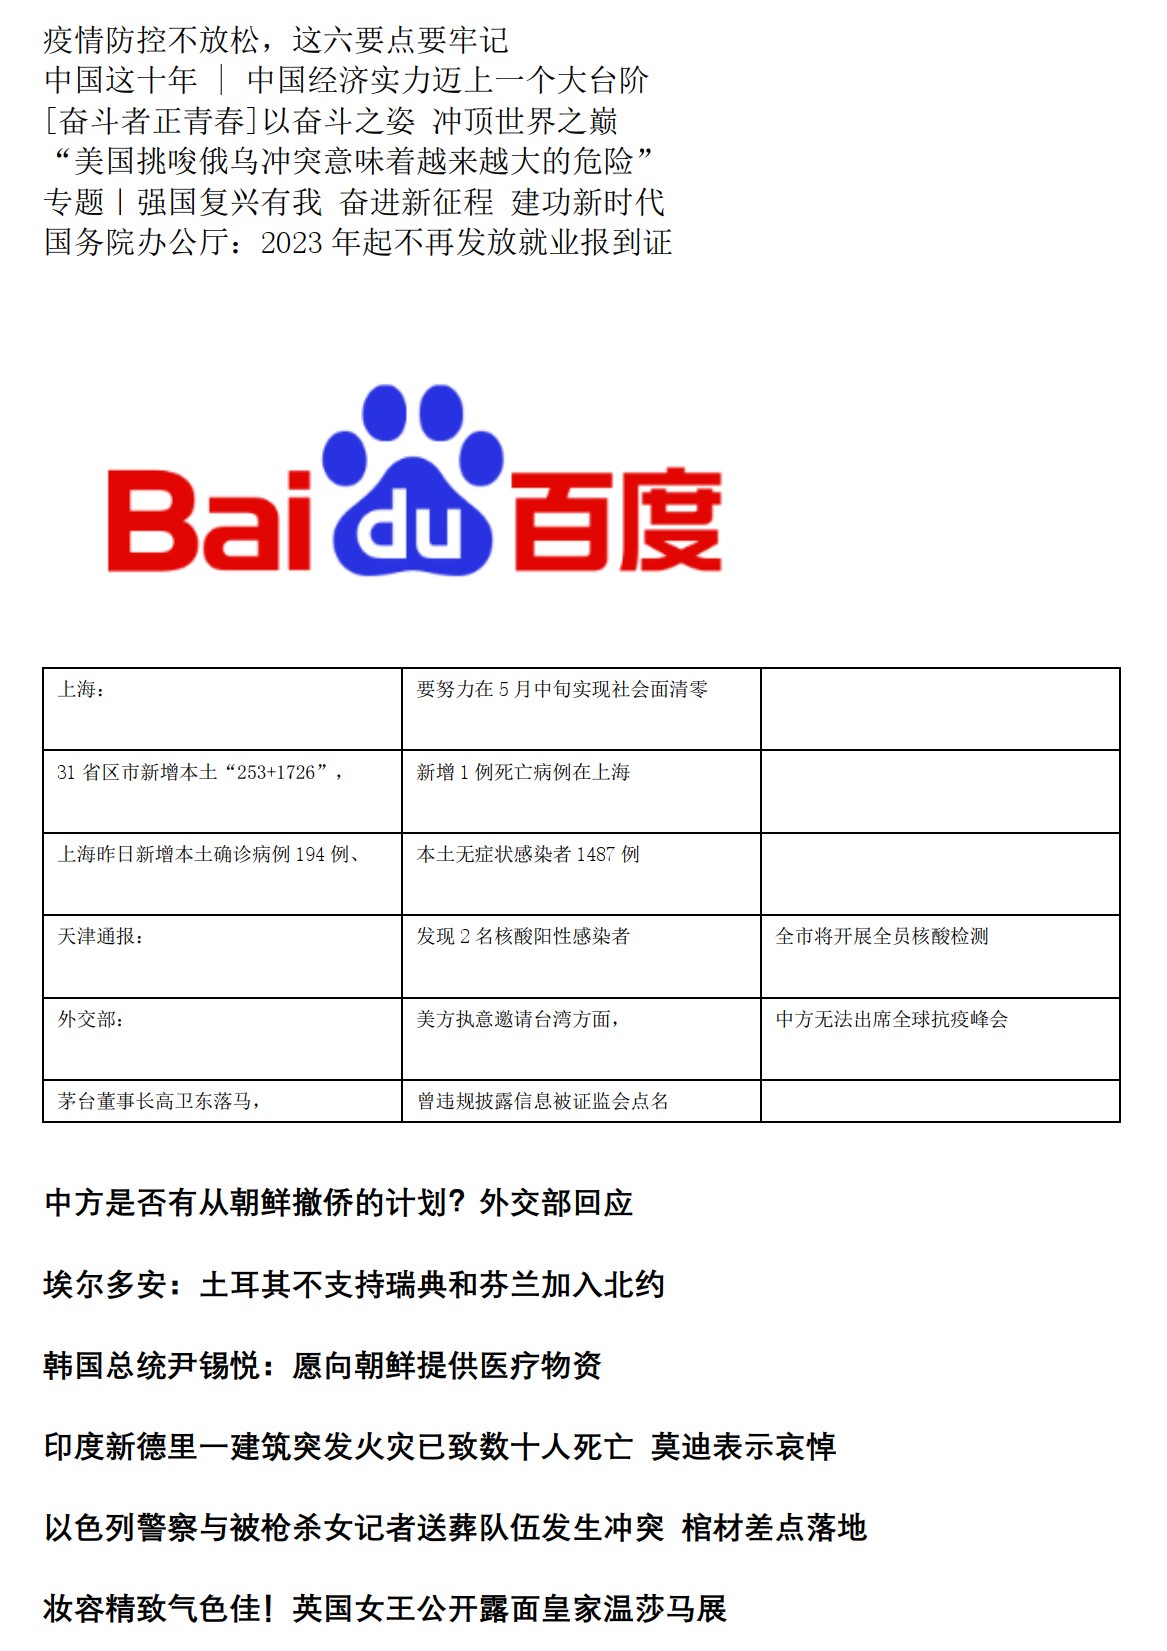 疫情防控不放松，这六要点要牢记
中国这十年 | 中国经济实力迈上一个大台阶
[奋斗者正青春]以奋斗之姿 冲顶世界之巅
“美国挑唆俄乌冲突意味着越来越大的危险”
专题丨强国复兴有我 奋进新征程 建功新时代
国务院办公厅：2023 年起不再发放就业报到证
Bai du 百度
上海： 要努力在 5 月中旬实现社会面清零
31 省区市新增本土“253+1726”， 新增 1 例死亡病例在上海
上海昨日新增本土确诊病例 194 例、 本土无症状感染者 1487 例
天津通报： 发现 2 名核酸阳性感染者 全市将开展全员核酸检测
外交部： 美方执意邀请台湾方面， 中方无法出席全球抗疫峰会
茅台董事长高卫东落马， 曾违规披露信息被证监会点名
中方是否有从朝鲜撤侨的计划？外交部回应
埃尔多安：土耳其不支持瑞典和芬兰加入北约
韩国总统尹锡悦：愿向朝鲜提供医疗物资
印度新德里一建筑突发火灾已致数十人死亡 莫迪表示哀悼
以色列警察与被枪杀女记者送葬队伍发生冲突 棺材差点落地
妆容精致气色佳！英国女王公开露面皇家温莎马展